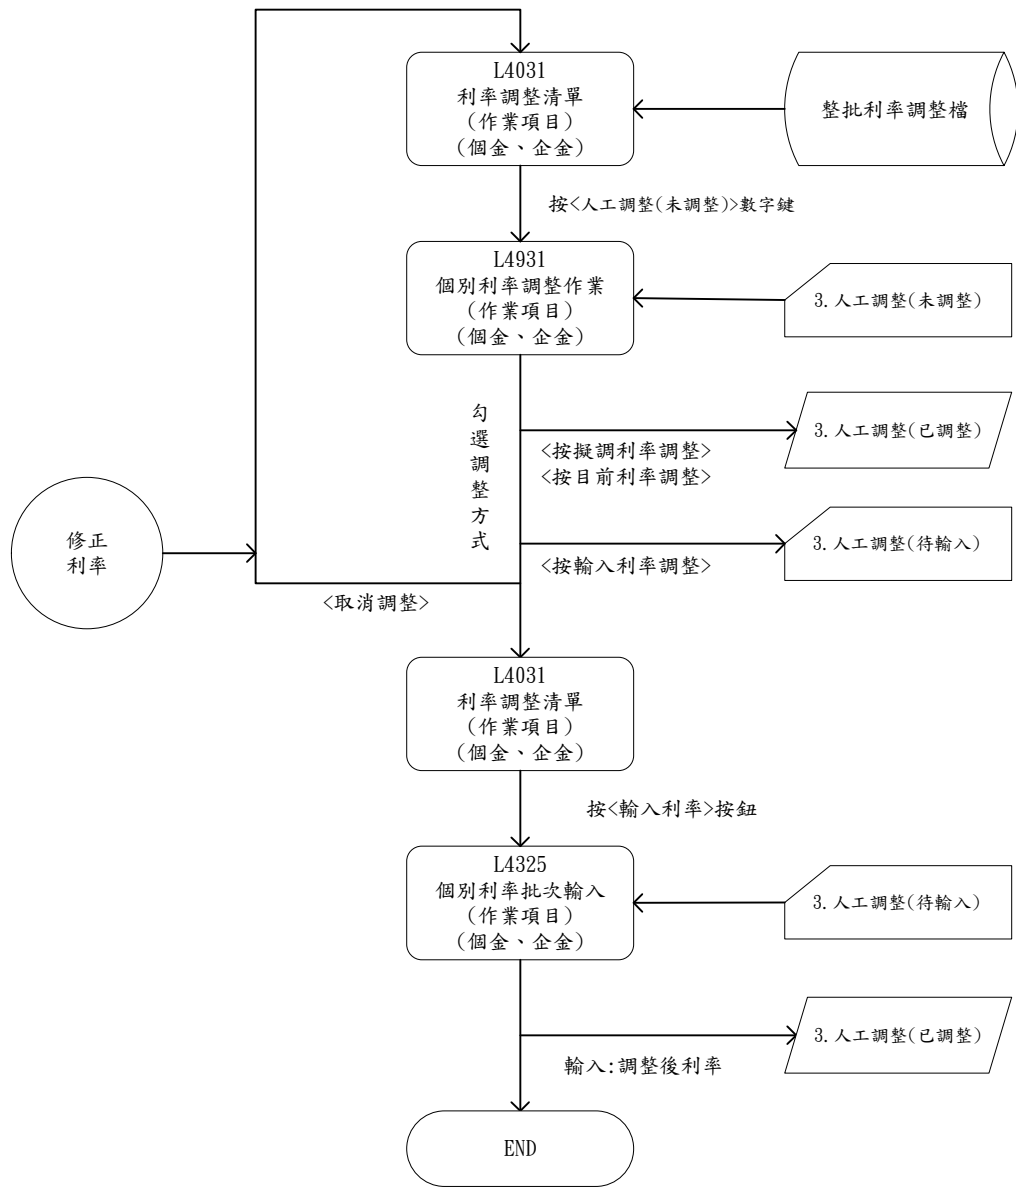 L4031
利率調整清單
(作業項目)
(個金、企金)
整批利率調整檔
按<人工調整(未調整)>數字鍵
L4931
個別利率調整作業
(作業項目)
(個金、企金)
3.人工調整(未調整)
勾選調整方式
3.人工調整(已調整)
<按擬調利率調整>
<按目前利率調整>
修正
利率
3.人工調整(待輸入)
<按輸入利率調整>
<取消調整>
L4031
利率調整清單
(作業項目)
(個金、企金)
按<輸入利率>按鈕
L4325
個別利率批次輸入
(作業項目)
(個金、企金)
3.人工調整(待輸入)
3.人工調整(已調整)
輸入:調整後利率
END